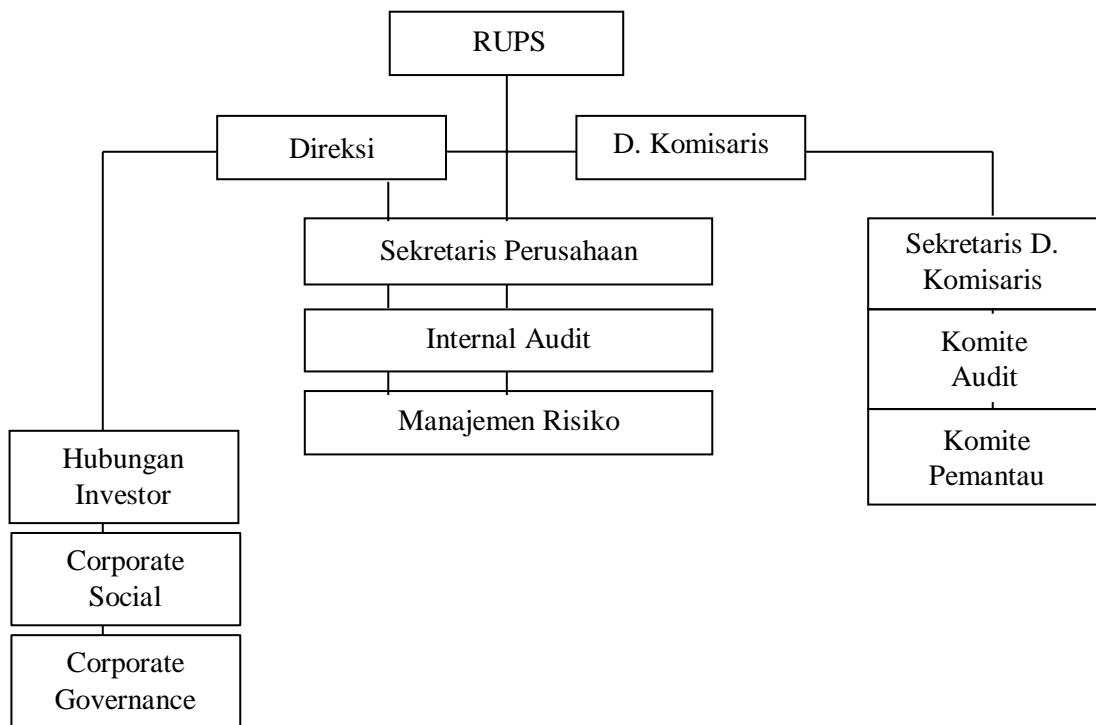 RUPS
Direksi
D. Komisaris
Sekretaris Perusahaan
Internal Audit
Manajemen Risiko
Sekretaris D.
Komisaris
Komite
Audit
Komite
Pemantau
Hubungan
Investor
Corporate
Social
Corporate
Governance